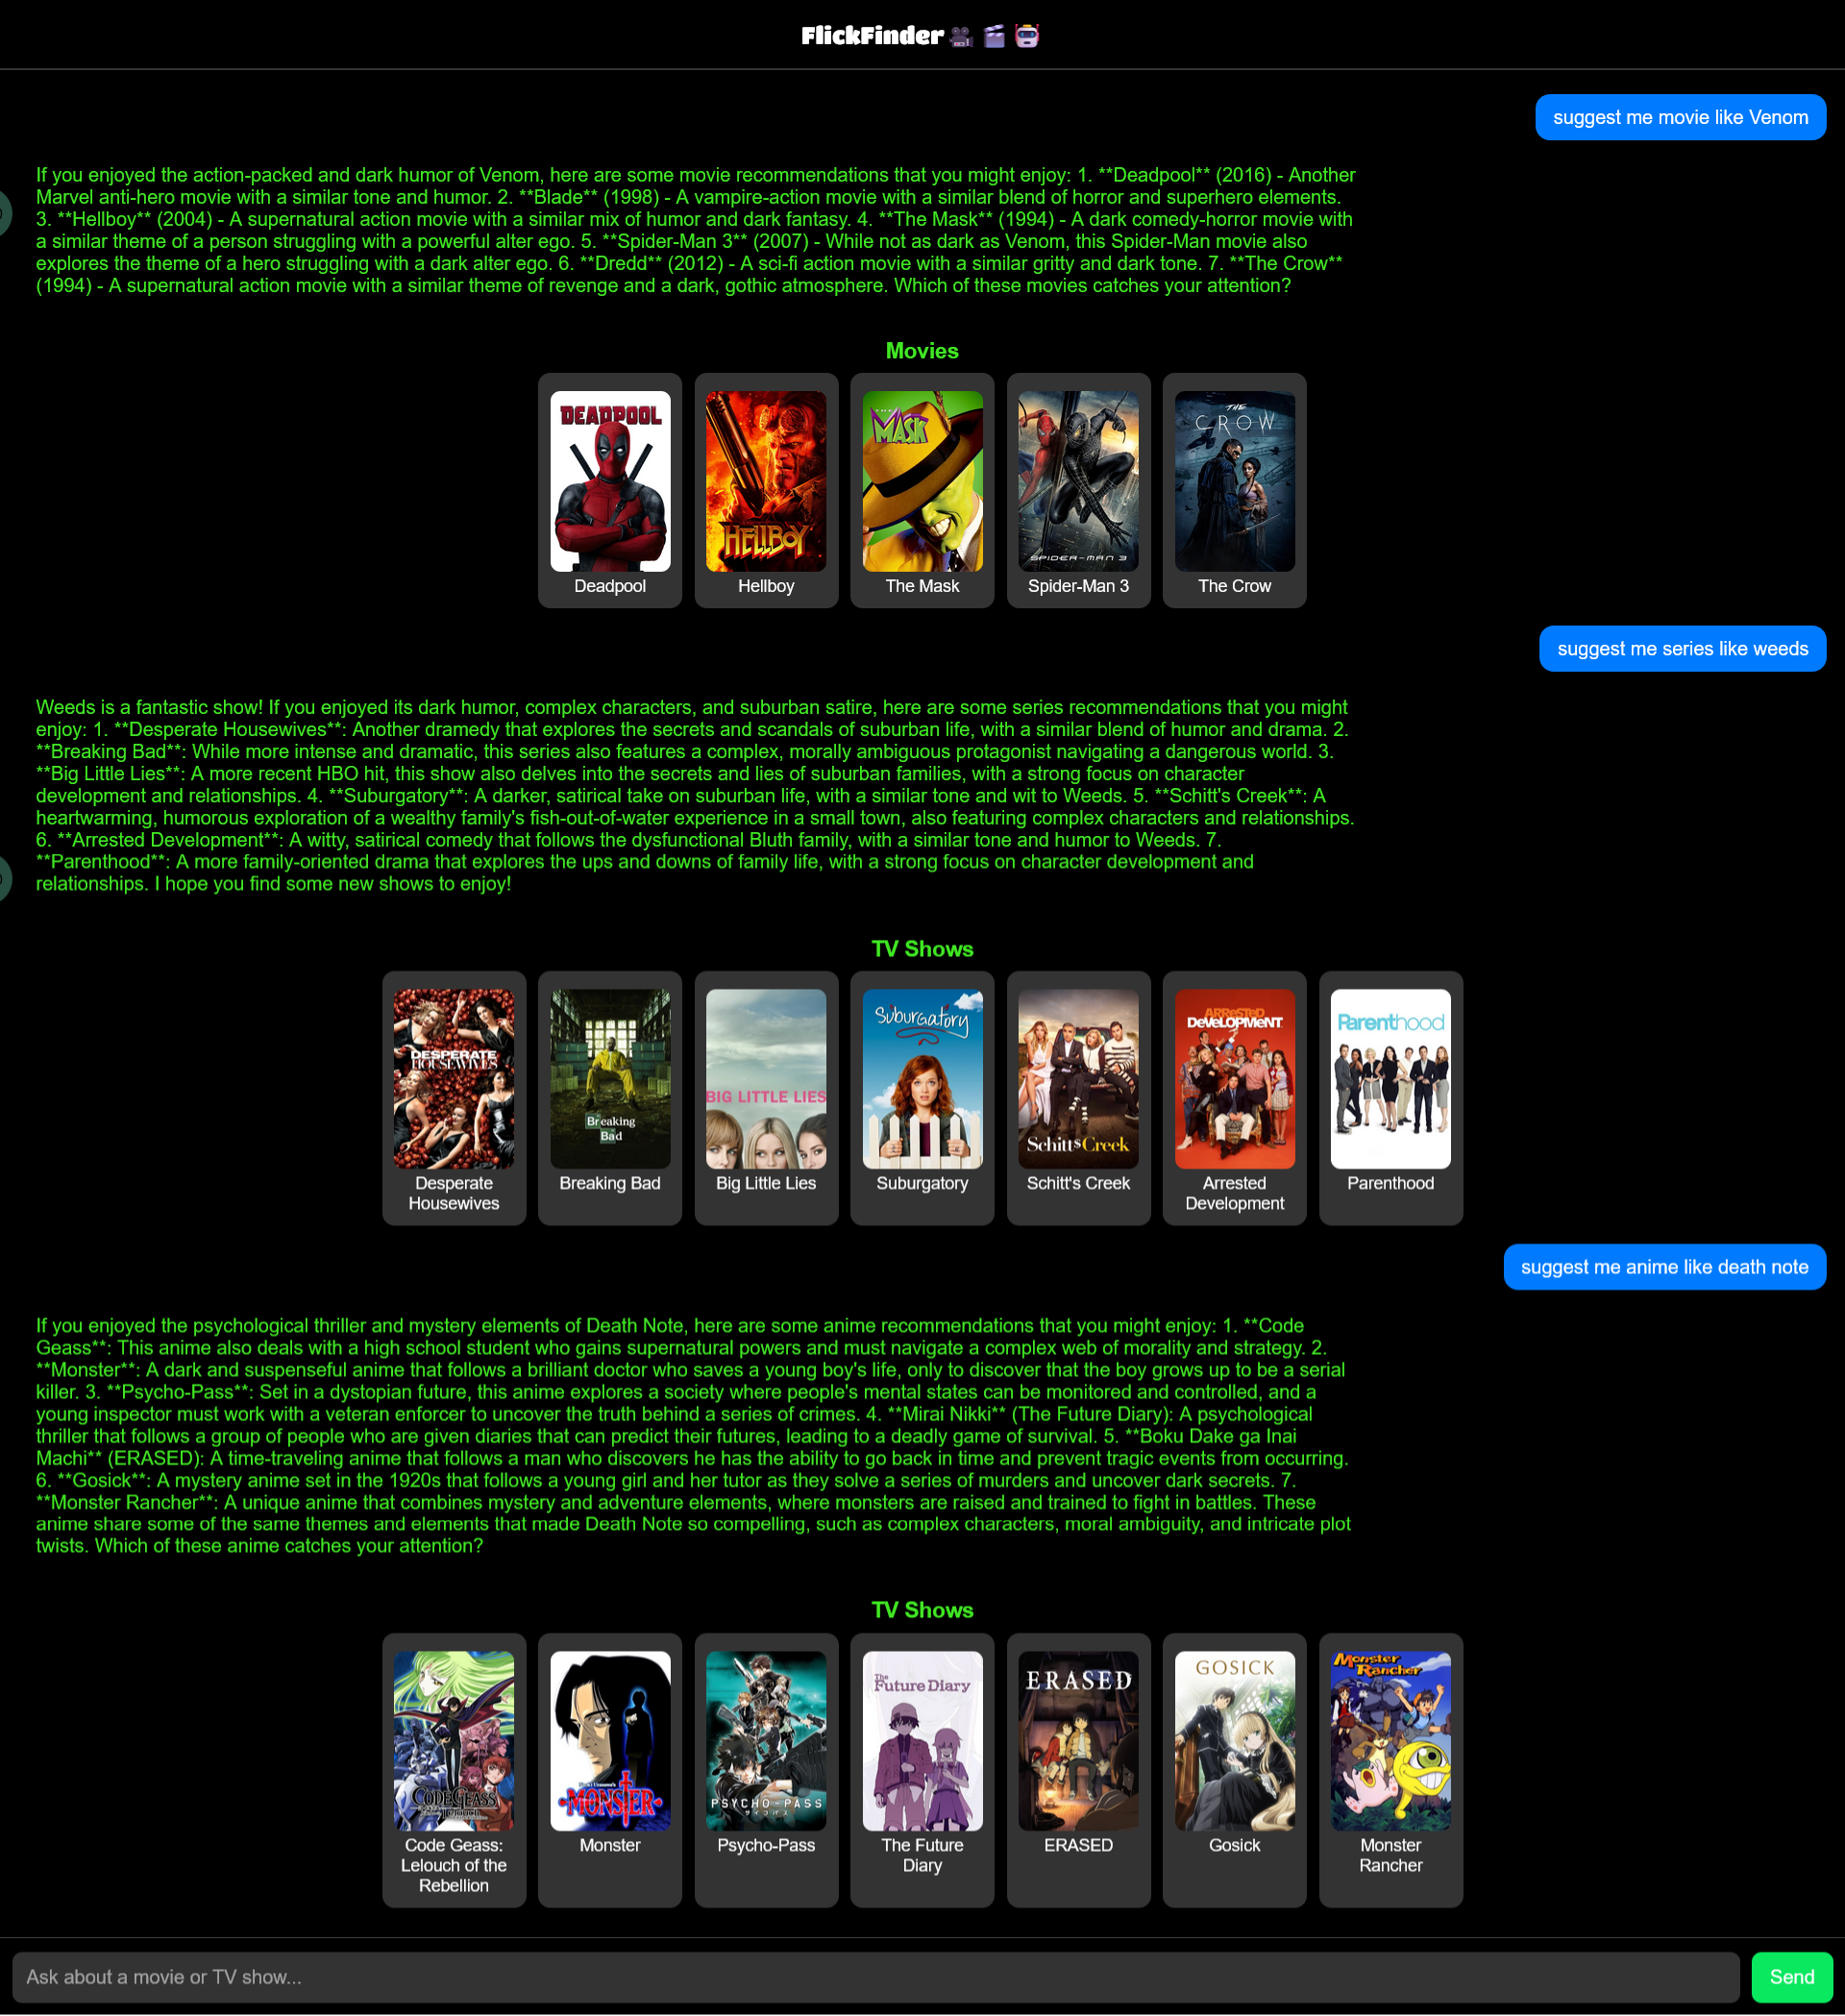 FlickFinder
suggest me movie like Venom
If you enjoyed the action-packed and dark humor of Venom, here are some movie recommendations that you might enjoy: 1. **Deadpool** (2016) - Another
Marvel anti-hero movie with a similar tone and humor. 2. **Blade** (1998) - A vampire-action movie with a similar blend of horror and superhero elements.
3. **Hellboy** (2004) - A supernatural action movie with a similar mix of humor and dark fantasy. 4. **The Mask** (1994) - A dark comedy-horror movie with
a similar theme of a person struggling with a powerful alter ego. 5. **Spider-Man 3** (2007) - While not as dark as Venom, this Spider-Man movie also
explores the theme of a hero struggling with a dark alter ego. 6. **Dredd** (2012) - A sci-fi action movie with a similar gritty and dark tone. 7. **The Crow**
(1994) - A supernatural action movie with a similar theme of revenge and a dark, gothic atmosphere. Which of these movies catches your attention?
Movies
DEADPOOL
HELLBOY
THE MASK
SPIDER-MAN 3
THE CROW
Deadpool
Hellboy
The Mask
Spider-Man 3
The Crow
suggest me series like weeds
Weeds is a fantastic show! If you enjoyed its dark humor, complex characters, and suburban satire, here are some series recommendations that you might
enjoy: 1. **Desperate Housewives**: Another dramedy that explores the secrets and scandals of suburban life, with a similar blend of humor and drama. 2.
**Breaking Bad**: While more intense and dramatic, this series also features a complex, morally ambiguous protagonist navigating a dangerous world. 3.
**Big Little Lies**: A more recent HBO hit, this show also delves into the secrets and lies of suburban families, with a strong focus on character
development and relationships. 4. **Suburgatory**: A darker, satirical take on suburban life, with a similar tone and wit to Weeds. 5. **Schitt's Creek**: A
heartwarming, humorous exploration of a wealthy family's fish-out-of-water experience in a small town, also featuring complex characters and relationships.
6. **Arrested Development**: A witty, satirical comedy that follows the dysfunctional Bluth family, with a similar tone and humor to Weeds. 7.
**Parenthood**: A more family-oriented drama that explores the ups and downs of family life, with a strong focus on character development and
relationships. I hope you find some new shows to enjoy!
TV Shows
DESPERATE
HOUSEWIVES
Breaking
Bad
BIG LITTLE LIES
Suburgatory
Schitt's Creek
ARReSTeD
DeVeLOPMeNT
Parenthood
Desperate
Housewives
Breaking Bad
Big Little Lies
Suburgatory
Schitt's Creek
Arrested
Development
Parenthood
suggest me anime like death note
If you enjoyed the psychological thriller and mystery elements of Death Note, here are some anime recommendations that you might enjoy: 1. **Code
Geass**: This anime also deals with a high school student who gains supernatural powers and must navigate a complex web of morality and strategy. 2.
**Monster**: A dark and suspenseful anime that follows a brilliant doctor who saves a young boy's life, only to discover that the boy grows up to be a serial
killer. 3. **Psycho-Pass**: Set in a dystopian future, this anime explores a society where people's mental states can be monitored and controlled, and a
young inspector must work with a veteran enforcer to uncover the truth behind a series of crimes. 4. **Mirai Nikki** (The Future Diary): A psychological
thriller that follows a group of people who are given diaries that can predict their futures, leading to a deadly game of survival. 5. **Boku Dake ga Inai
Machi** (ERASED): A time-traveling anime that follows a man who discovers he has the ability to go back in time and prevent tragic events from occurring.
6. **Gosick**: A mystery anime set in the 1920s that follows a young girl and her tutor as they solve a series of murders and uncover dark secrets. 7.
**Monster Rancher**: A unique anime that combines mystery and adventure elements, where monsters are raised and trained to fight in battles. These
anime share some of the same themes and elements that made Death Note so compelling, such as complex characters, moral ambiguity, and intricate plot
twists. Which of these anime catches your attention?
TV Shows
CODE GEASS
MONSTER
PSYCHO-PASS
サイコパス
The
Future Diary
ERASED
GOSICK
Monster
Rancher
Code Geass:
Lelouch of the
Rebellion
Monster
Psycho-Pass
The Future
Diary
ERASED
Gosick
Monster
Rancher
Ask about a movie or TV show...
Send